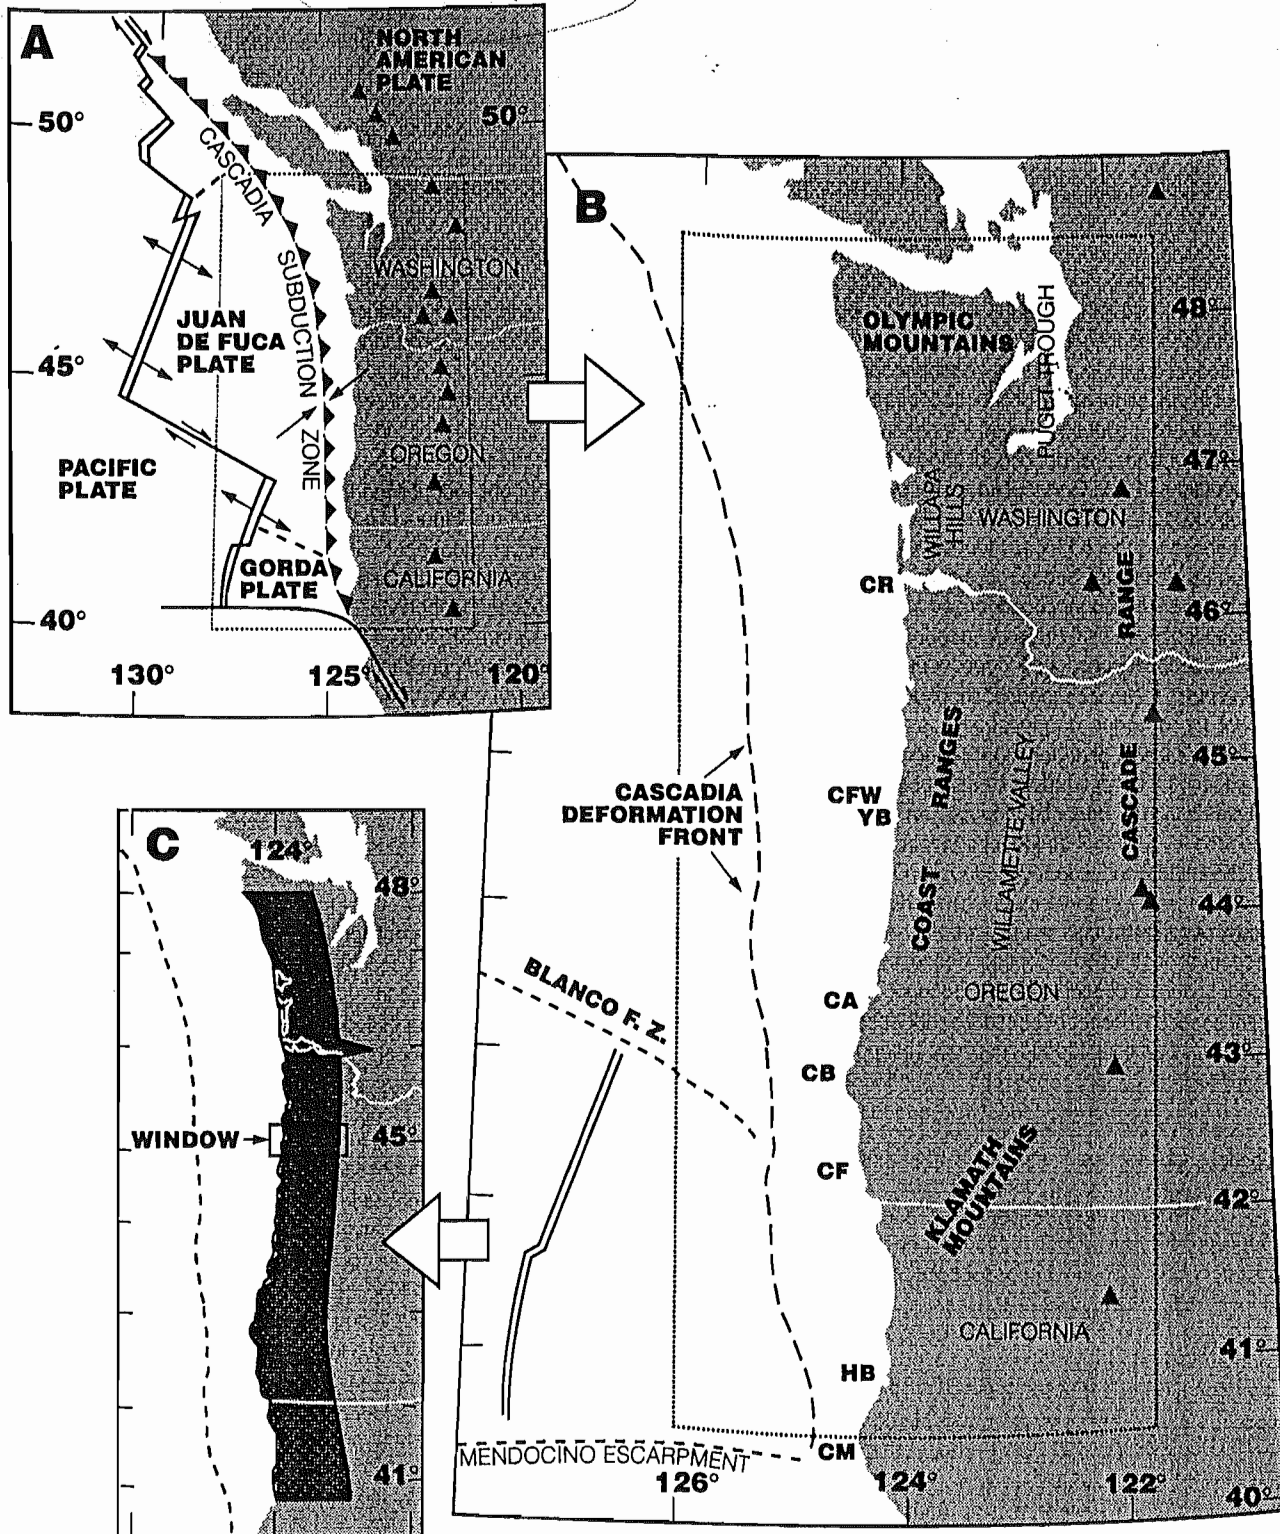 A
NORTH
AMERICAN
PLATE
50°
50°
CASCADIA
SUBDUCTION
ZONE
WASHINGTON
JUAN
DE FUCA
PLATE
45°
OREGON
PACIFIC
PLATE
GORDA
PLATE
CALIFORNIA
40°
130°
125°
120°
B
48°
OLYMPIC
MOUNTAINS
PUGET TROUGH
47°
WILLAPA
HILLS
WASHINGTON
CR
46°
CASCADE
RANGE
COAST
RANGES
WILLAMETTE VALLEY
45°
CASCADIA
DEFORMATION
FRONT
CFW
YB
44°
BLANCO F. Z.
CA
OREGON
43°
CB
CF
KLAMATH
MOUNTAINS
42°
CALIFORNIA
41°
HB
MENDOCINO ESCARPMENT
CM
126°
124°
122°
40°
C
124°
48°
WINDOW
45°
41°